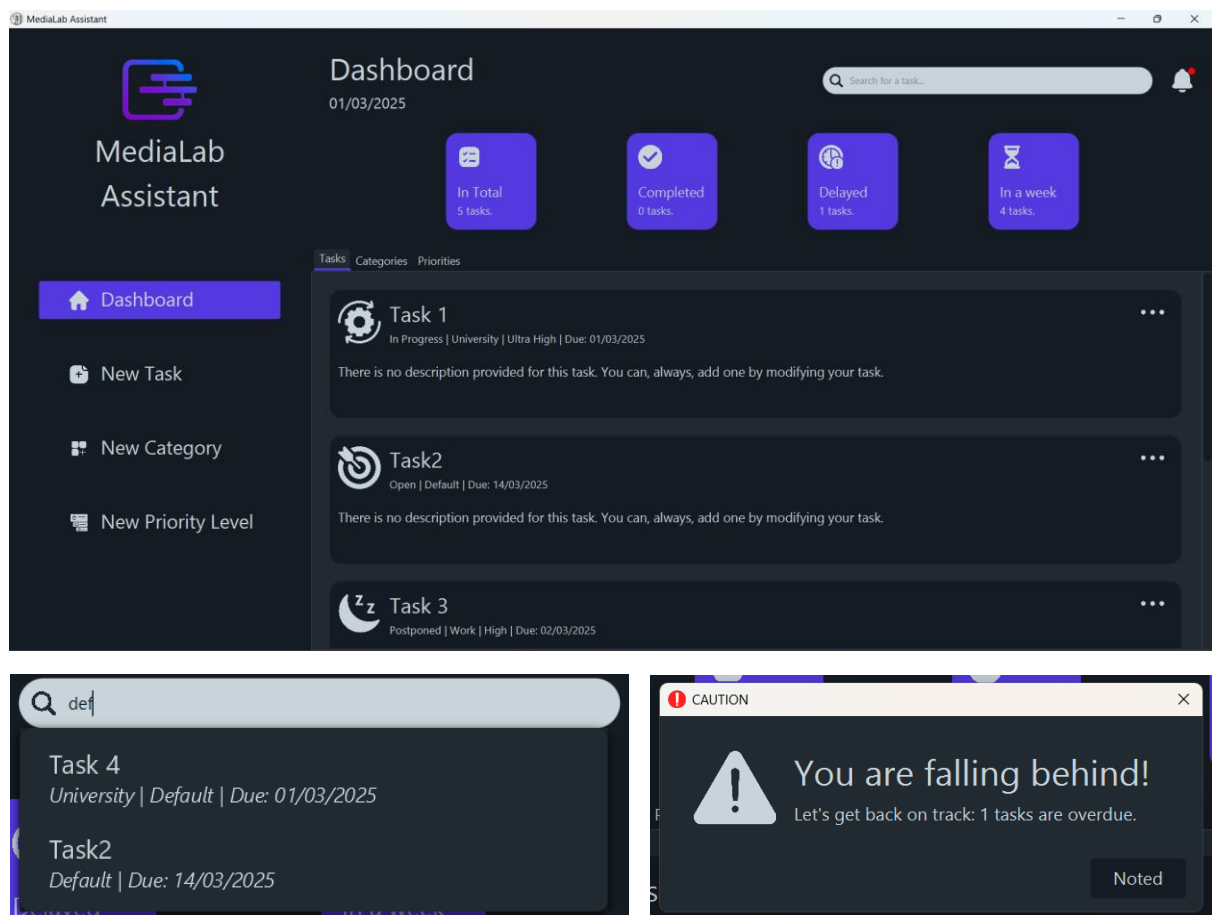 MediaLab Assistant
MediaLab
Assistant
Dashboard
New Task
New Category
New Priority Level
Dashboard
01/03/2025
Search for a task...
In Total
5 tasks.
Completed
0 tasks.
Delayed
1 tasks.
In a week
4 tasks.
Tasks Categories Priorities
Task 1
In Progress | University | Ultra High | Due: 01/03/2025
There is no description provided for this task. You can, always, add one by modifying your task.
Task2
Open | Default | Due: 14/03/2025
There is no description provided for this task. You can, always, add one by modifying your task.
Task 3
Postponed | Work | High | Due: 02/03/2025
def
Task 4
University | Default | Due: 01/03/2025
Task2
Default | Due: 14/03/2025
CAUTION
You are falling behind!
Let's get back on track: 1 tasks are overdue.
Noted